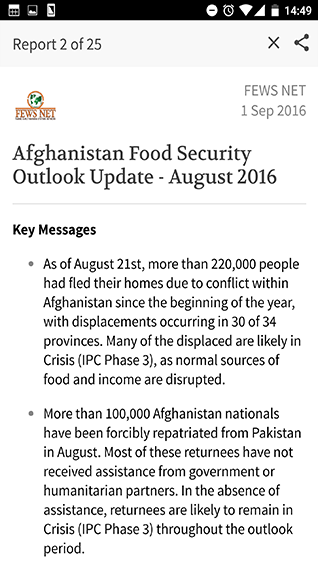 14:49
Report 2 of 25
FEWS NET
FEWS NET
1 Sep 2016
Afghanistan Food Security
Outlook Update - August 2016
Key Messages
• As of August 21st, more than 220,000 people
had fled their homes due to conflict within
Afghanistan since the beginning of the year,
with displacements occurring in 30 of 34
provinces. Many of the displaced are likely in
Crisis (IPC Phase 3), as normal sources of
food and income are disrupted.
• More than 100,000 Afghanistan nationals
have been forcibly repatriated from Pakistan
in August. Most of these returnees have not
received assistance from government or
humanitarian partners. In the absence of
assistance, returnees are likely to remain in
Crisis (IPC Phase 3) throughout the outlook
period.